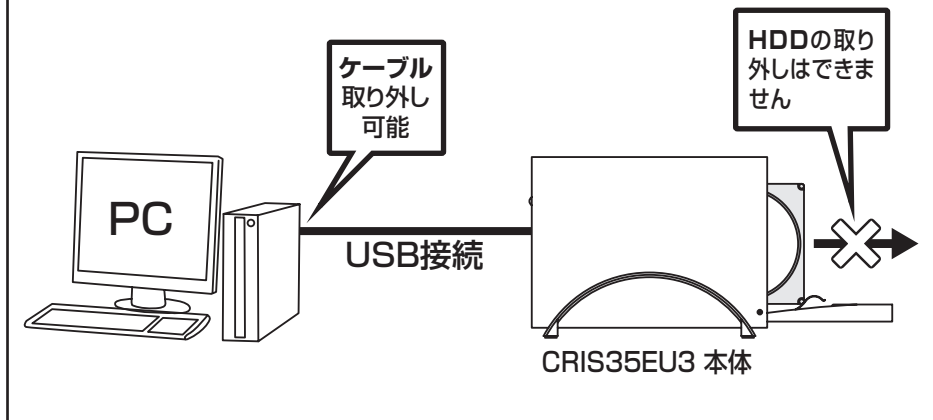 ケーブル
取り外し
可能
HDDの取り
外しはできま
せん
PC
USB接続
CRIS35EU3 本体